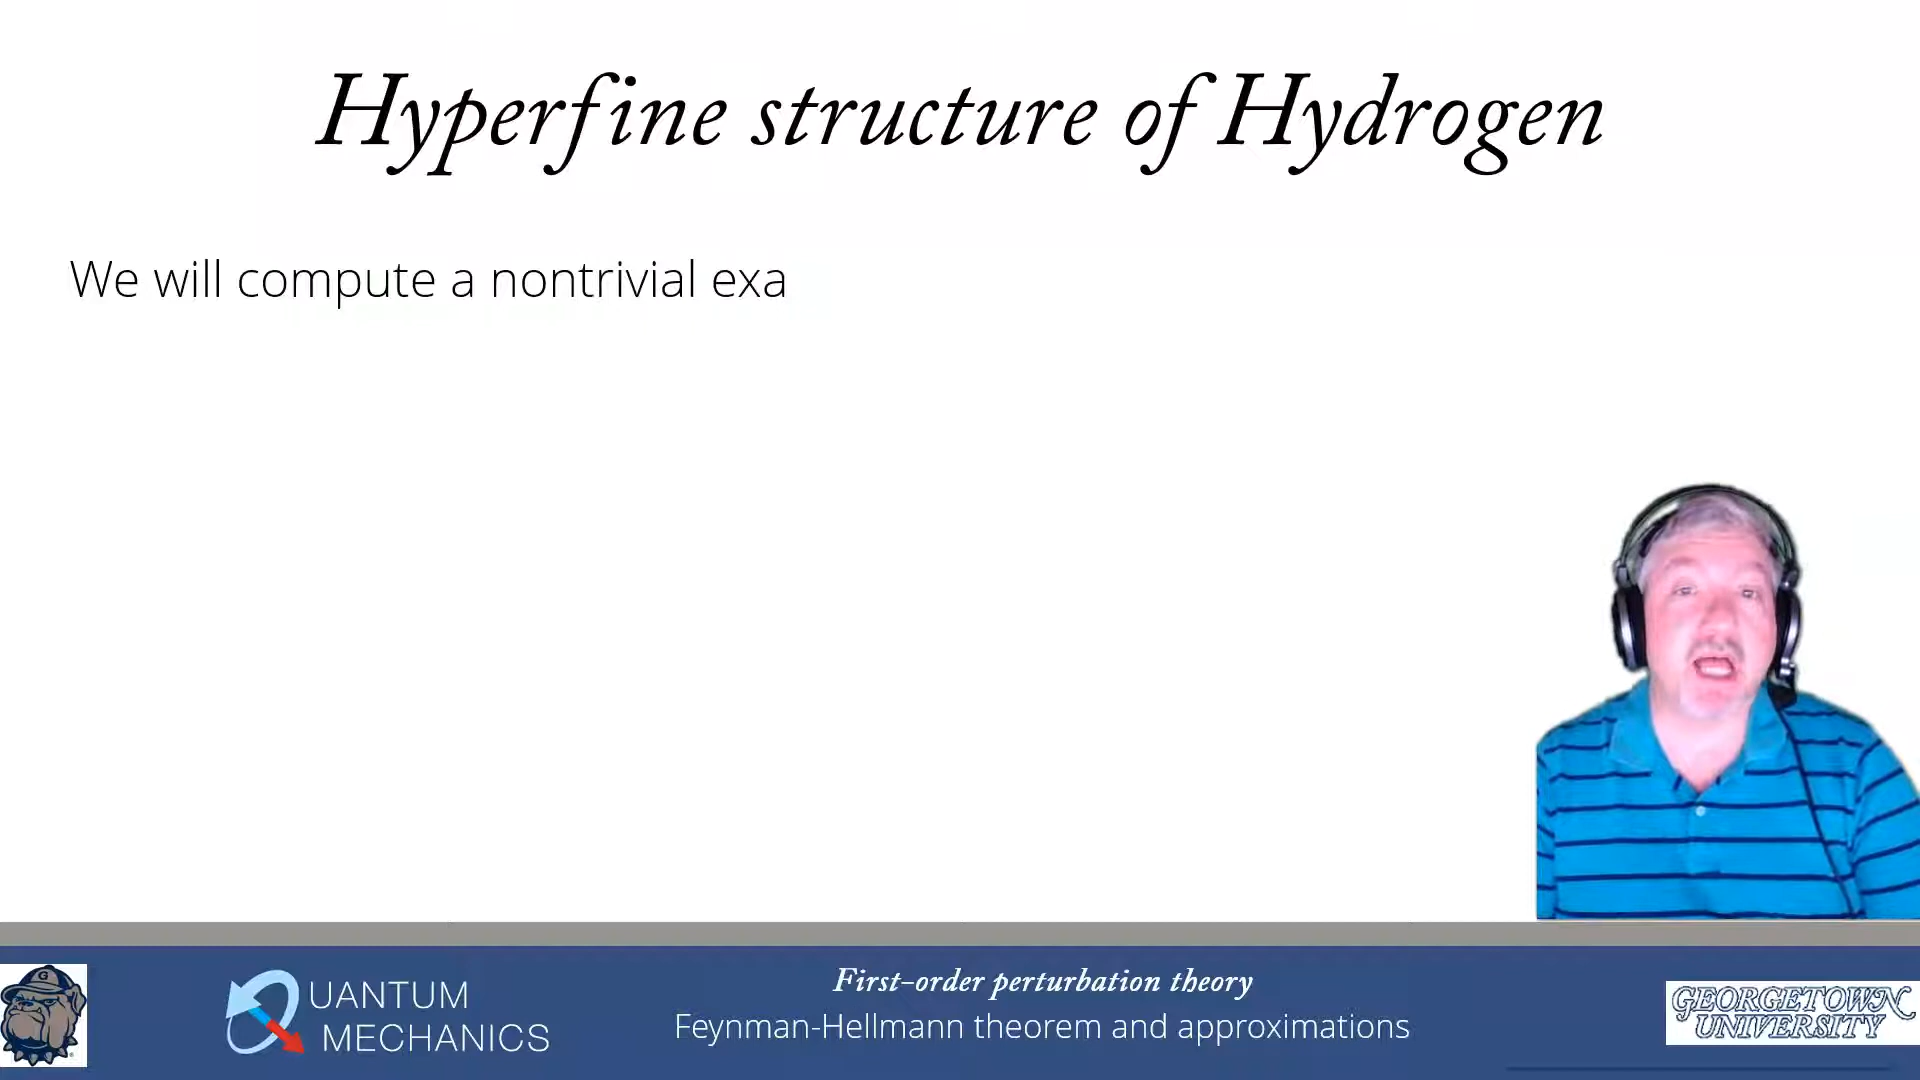 Hyperfine structure of Hydrogen
We will compute a nontrivial exa
G
QUANTUM
MECHANICS
First-order perturbation theory
Feynman-Hellmann theorem and approximations
GEORGETOWN
UNIVERSITY